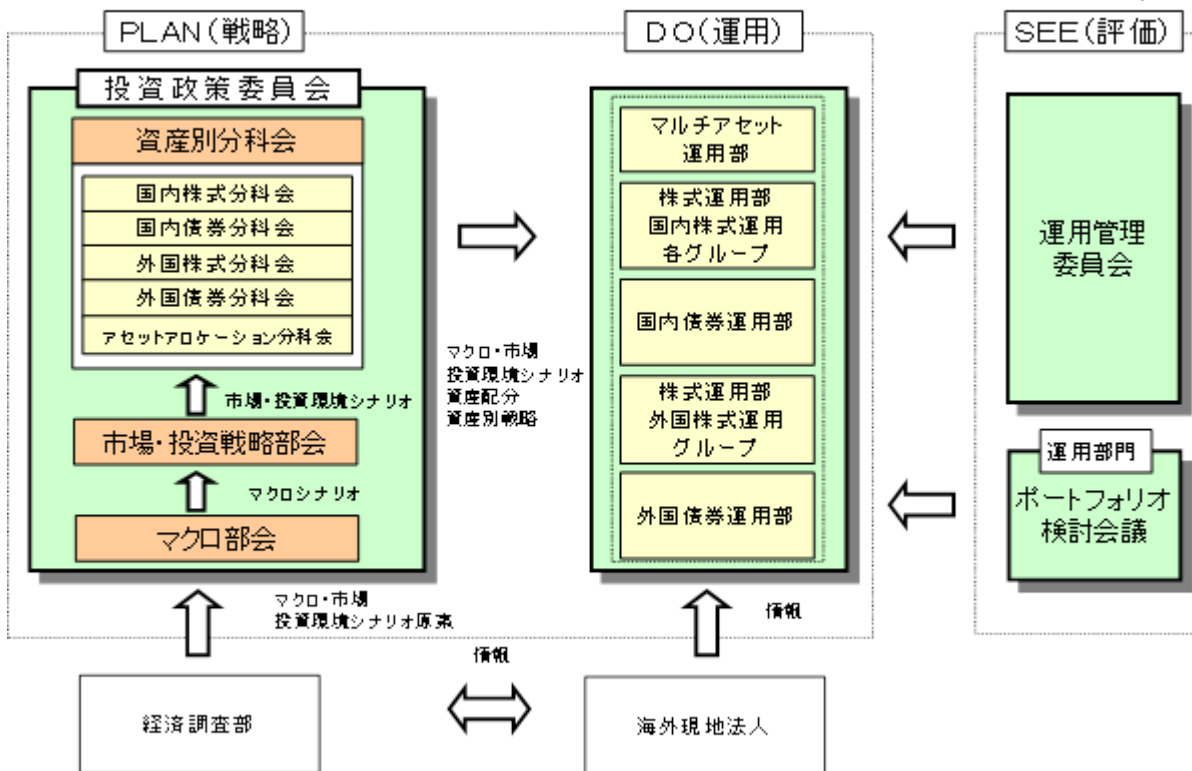 PLAN(戦略)
DO(運用)
SEE(評価)
投資政策委員会
資産別分科会
国内株式分科会
国内債券分科会
外国株式分科会
外国債券分科会
アセットアロケーション分科会
市場・投資環境シナリオ
市場・投資戦略部会
マクロシナリオ
マクロ部会
マクロ・市場
投資環境シナリオ
資産配分
資産別戦略
マルチアセット
運用部
株式運用部
国内株式運用
各グループ
国内債券運用部
株式運用部
外国株式運用
グループ
外国債券運用部
運用管理
委員会
運用部門
ポートフォリオ
検討会議
マクロ・市場
投資環境シナリオ原案
情報
情報
経済調査部
海外現地法人